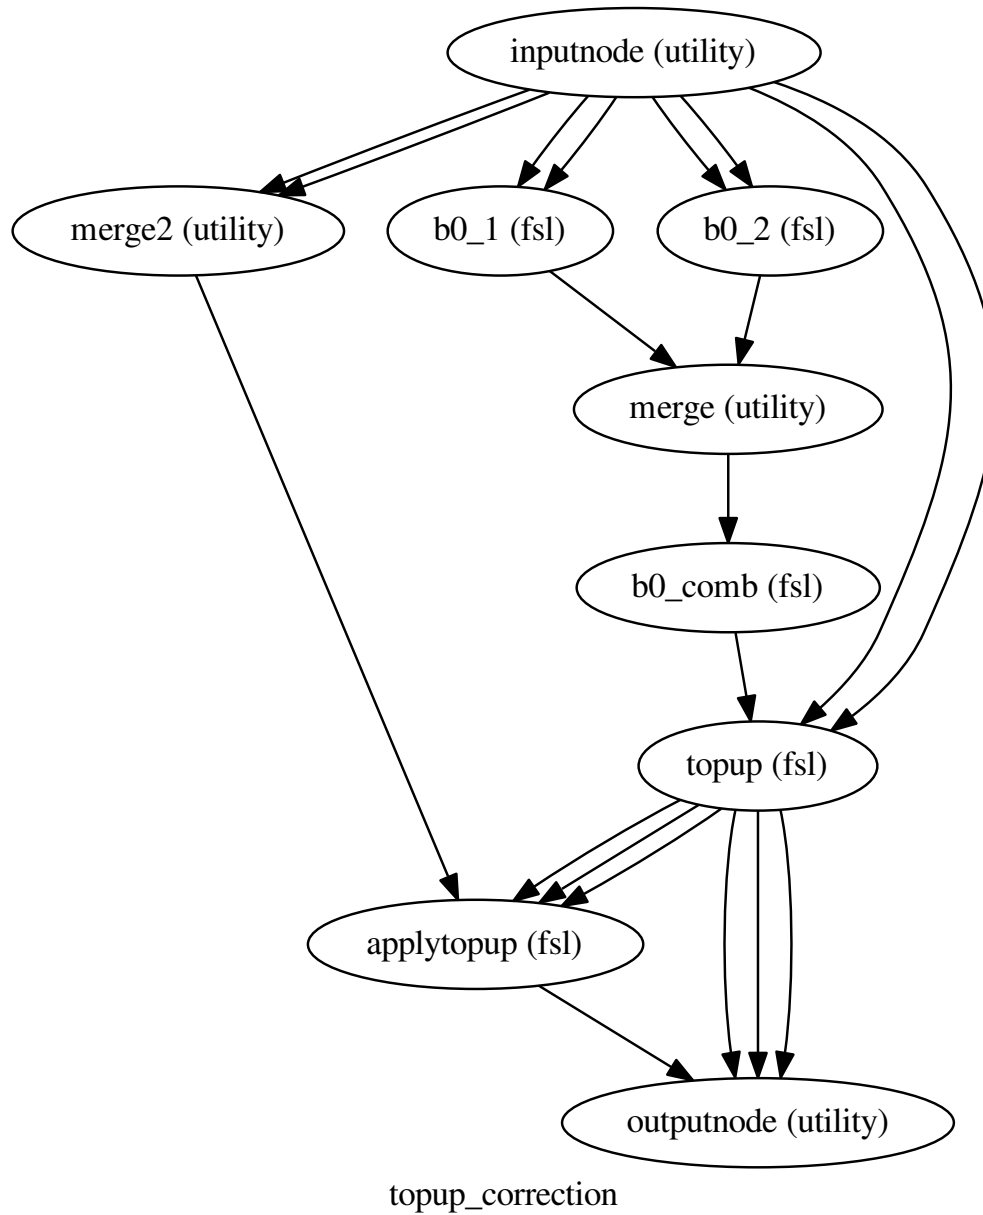 inputnode (utility)
merge2 (utility)
b0_1 (fsl)
b0_2 (fsl)
merge (utility)
b0_comb (fsl)
topup (fsl)
applytopup (fsl)
outputnode (utility)
topup_correction